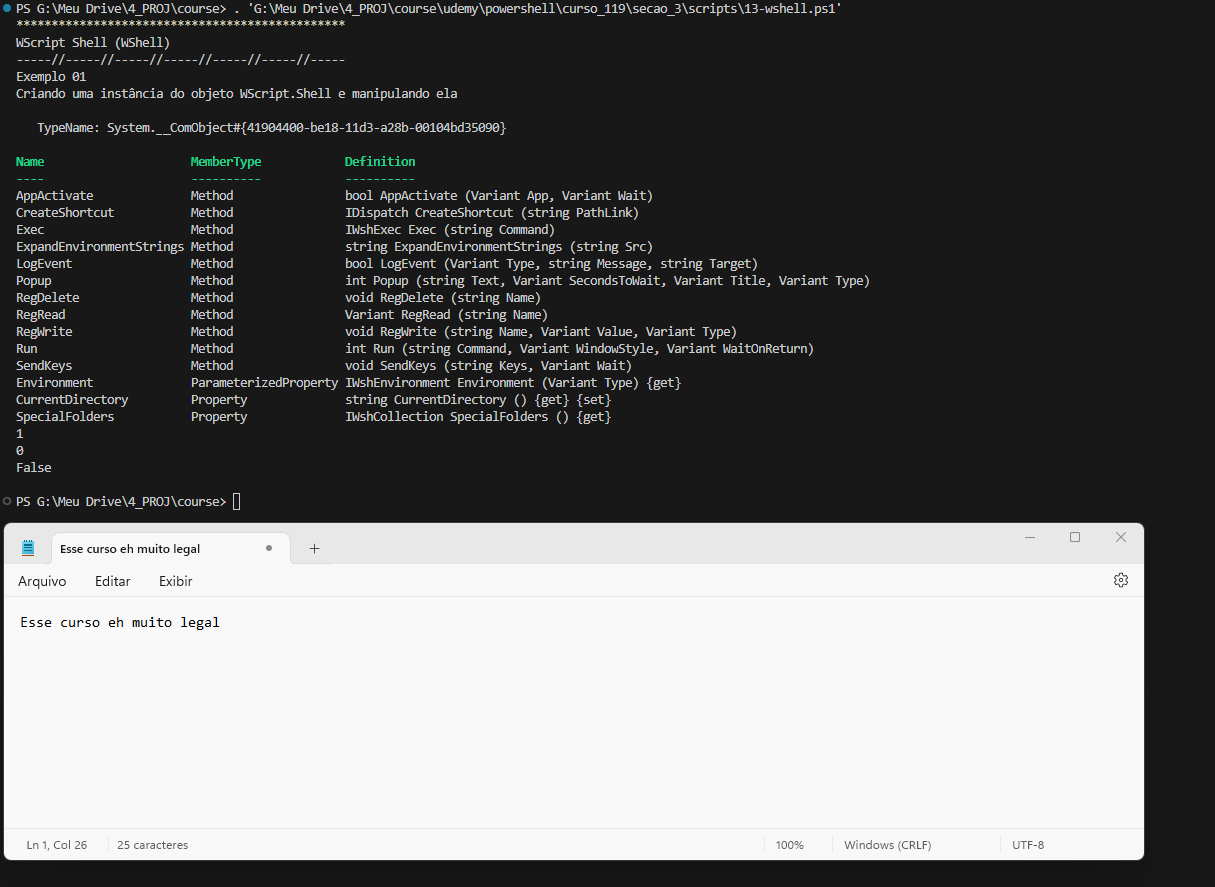 PS G:\Meu Drive\4_PROJ\course> . 'G:\Meu Drive\4_PROJ\course\udemy\powershell\curso_119\secao_3\scripts\13-wshell.ps1'
***********************************************
WScript Shell (WShell)
-----//-----//-----//-----//-----//-----//-----
Exemplo 01
Criando uma instância do objeto WScript.Shell e manipulando ela
TypeName: System.__ComObject#{41904400-be18-11d3-a28b-00104bd35090}
Name MemberType Definition
---- ---------- ----------
AppActivate Method bool AppActivate (Variant App, Variant Wait)
CreateShortcut Method IDispatch CreateShortcut (string PathLink)
Exec Method IWshExec Exec (string Command)
ExpandEnvironmentStrings Method string ExpandEnvironmentStrings (string Src)
LogEvent Method bool LogEvent (Variant Type, string Message, string Target)
Popup Method int Popup (string Text, Variant SecondsToWait, Variant Title, Variant Type)
RegDelete Method void RegDelete (string Name)
RegRead Method Variant RegRead (string Name)
RegWrite Method void RegWrite (string Name, Variant Value, Variant Type)
Run Method int Run (string Command, Variant WindowStyle, Variant WaitOnReturn)
SendKeys Method void SendKeys (string Keys, Variant Wait)
Environment ParameterizedProperty IWshEnvironment Environment (Variant Type) {get}
CurrentDirectory Property string CurrentDirectory () {get} {set}
SpecialFolders Property IWshCollection SpecialFolders () {get}
1
0
False
PS G:\Meu Drive\4_PROJ\course>
Esse curso eh muito legal
Arquivo Editar Exibir
Esse curso eh muito legal
Ln 1, Col 26 25 caracteres 100% Windows (CRLF) UTF-8